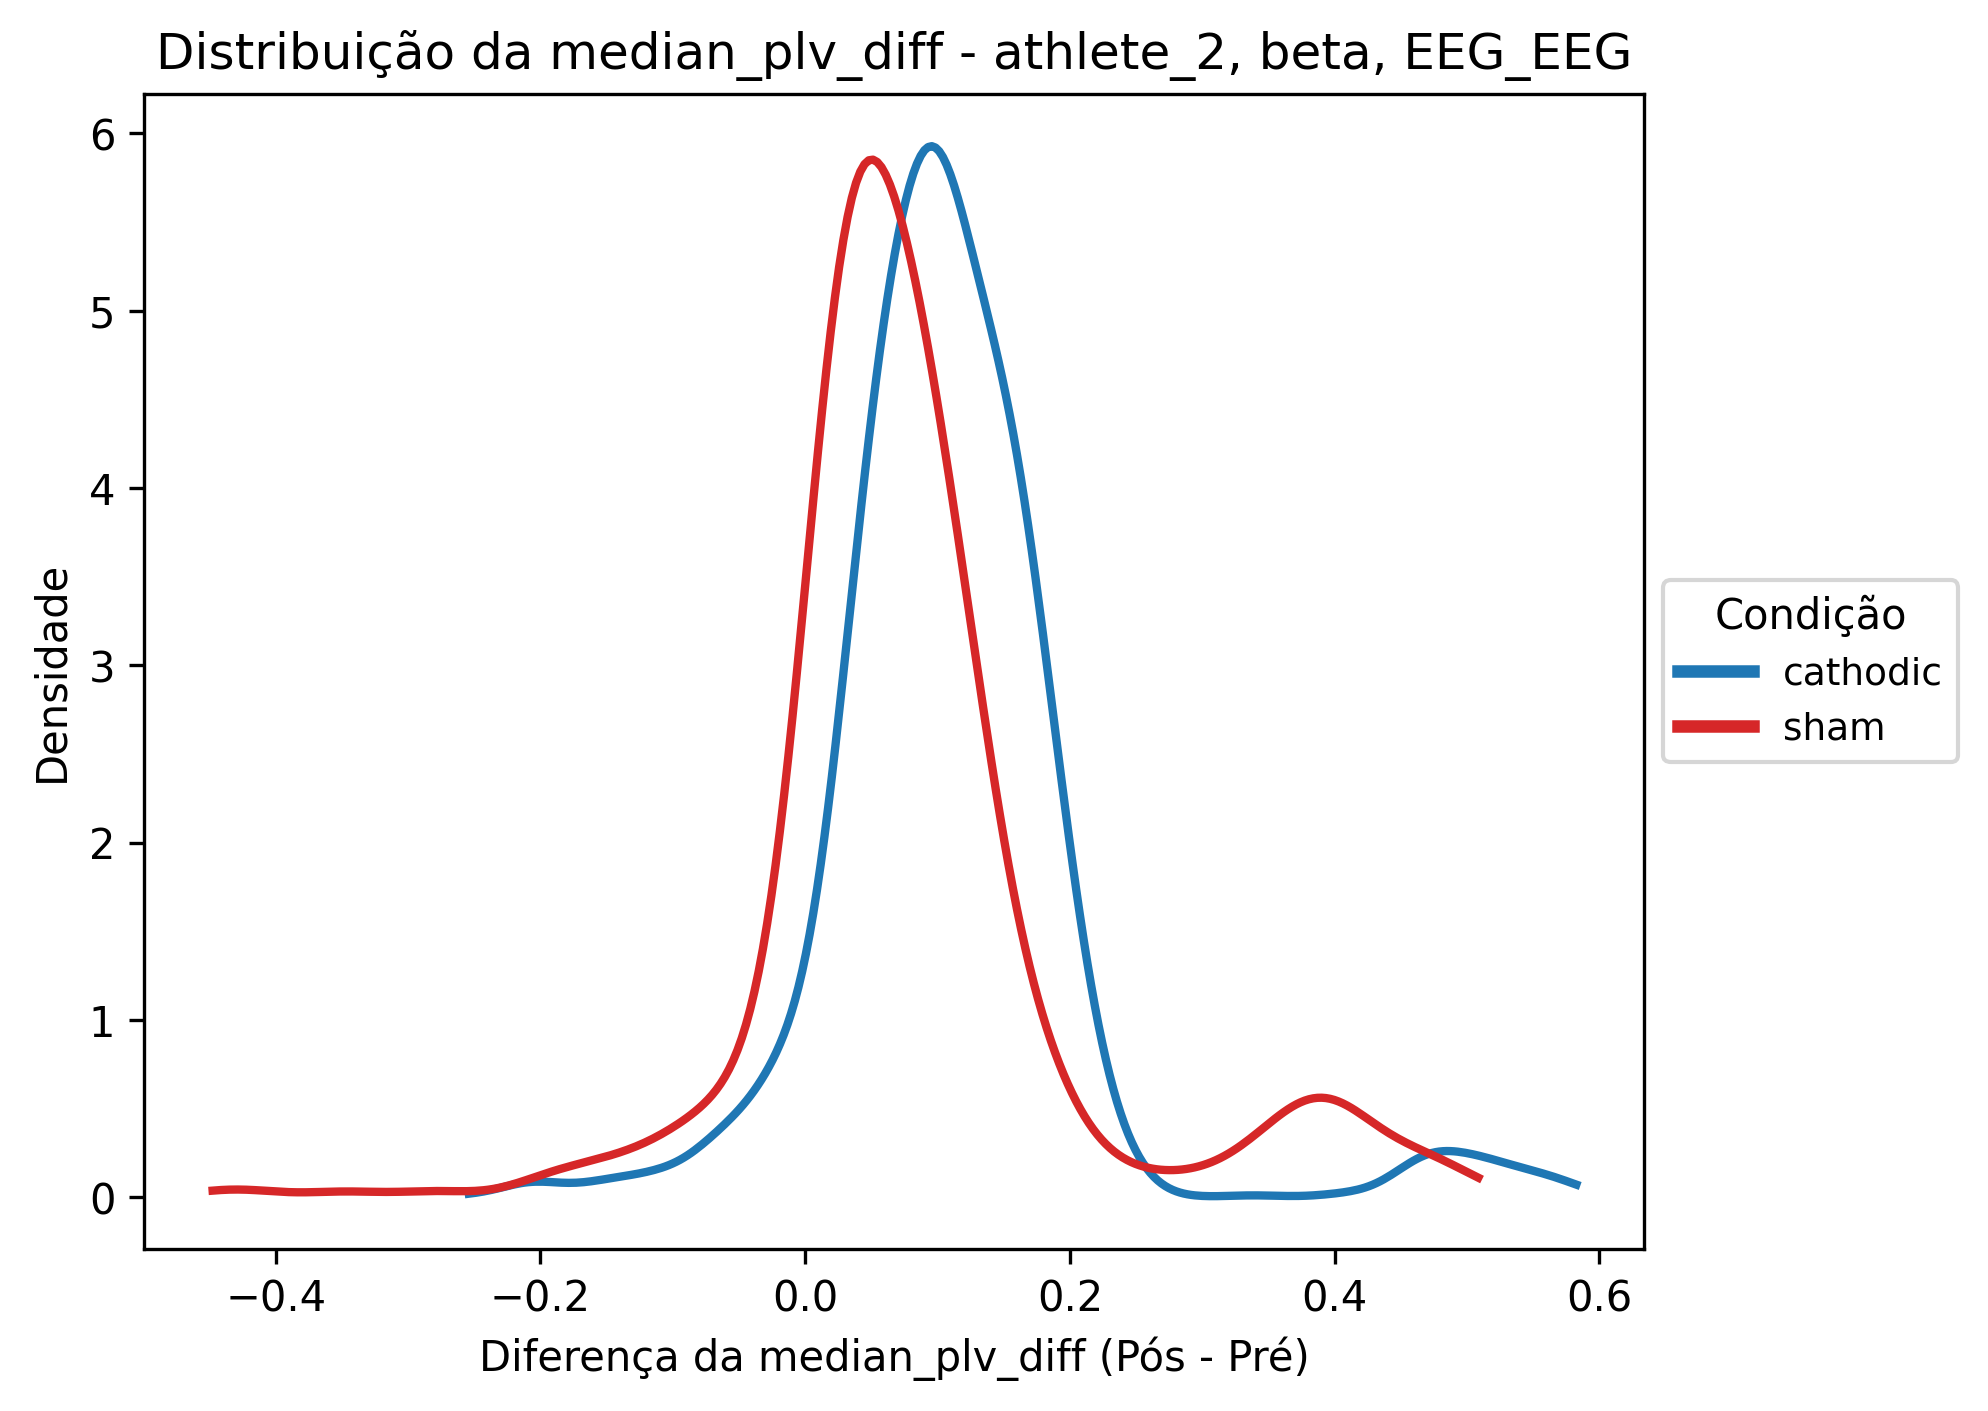 Distribuição da median_plv_diff - athlete_2, beta, EEG_EEG
6
5
4
3
2
1
0
Densidade
−0.4 −0.2 0.0 0.2 0.4 0.6
Diferença da median_plv_diff (Pós - Pré)
Condição
cathodic
sham